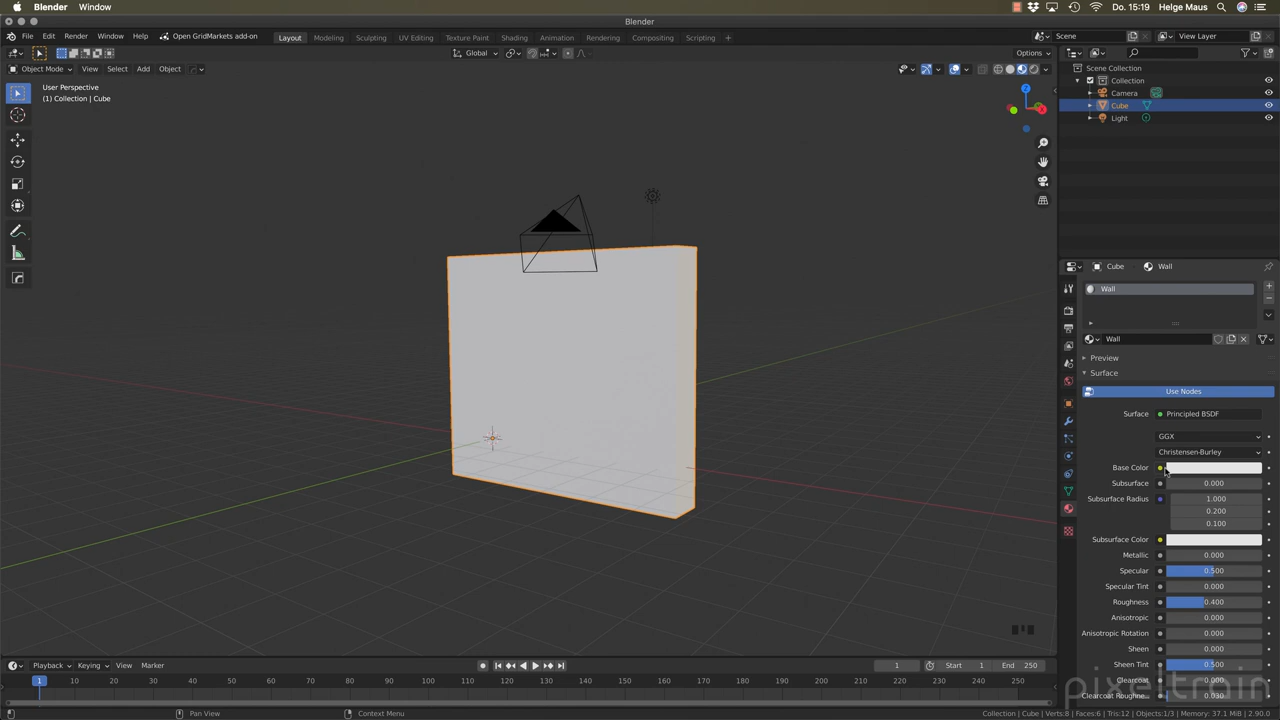 Blender Window
Do. 15:19 Helge Maus
Blender
File Edit Render Window Help Open GridMarkets add-on
Layout Modeling Sculpting UV Editing Texture Paint Shading Animation Rendering Compositing Scripting
Scene View Layer
Global Options
Object Mode View Select Add Object
User Perspective
(1) Collection | Cube
X
Z
Scene Collection
Collection
Camera
Cube
Light
Cube Wall
Wall
Wall
Preview
Surface
Use Nodes
Surface Principled BSDF
GGX
Christensen-Burley
Base Color
Subsurface 0.000
Subsurface Radius 1.000
0.200
0.100
Subsurface Color
Metallic 0.000
Specular 0.500
Specular Tint 0.000
Roughness 0.400
Anisotropic 0.000
Anisotropic Rotation 0.000
Sheen 0.000
Sheen Tint 0.500
Clearcoat 0.000
Clearcoat Roughne.. 0.030
pixeltrain
Playback Keying View Marker 1 Start 1 End 250
1 10 20 30 40 50 60 70 80 90 100 110 120 130 140 150 160 170 180 190 200 210 220 230 240 250
Select Pan View Context Menu
Collection | Cube | Verts:8 | Faces:6 | Tris:12 | Objects:1/3 | Memory: 37.1 MiB | 2.90.0